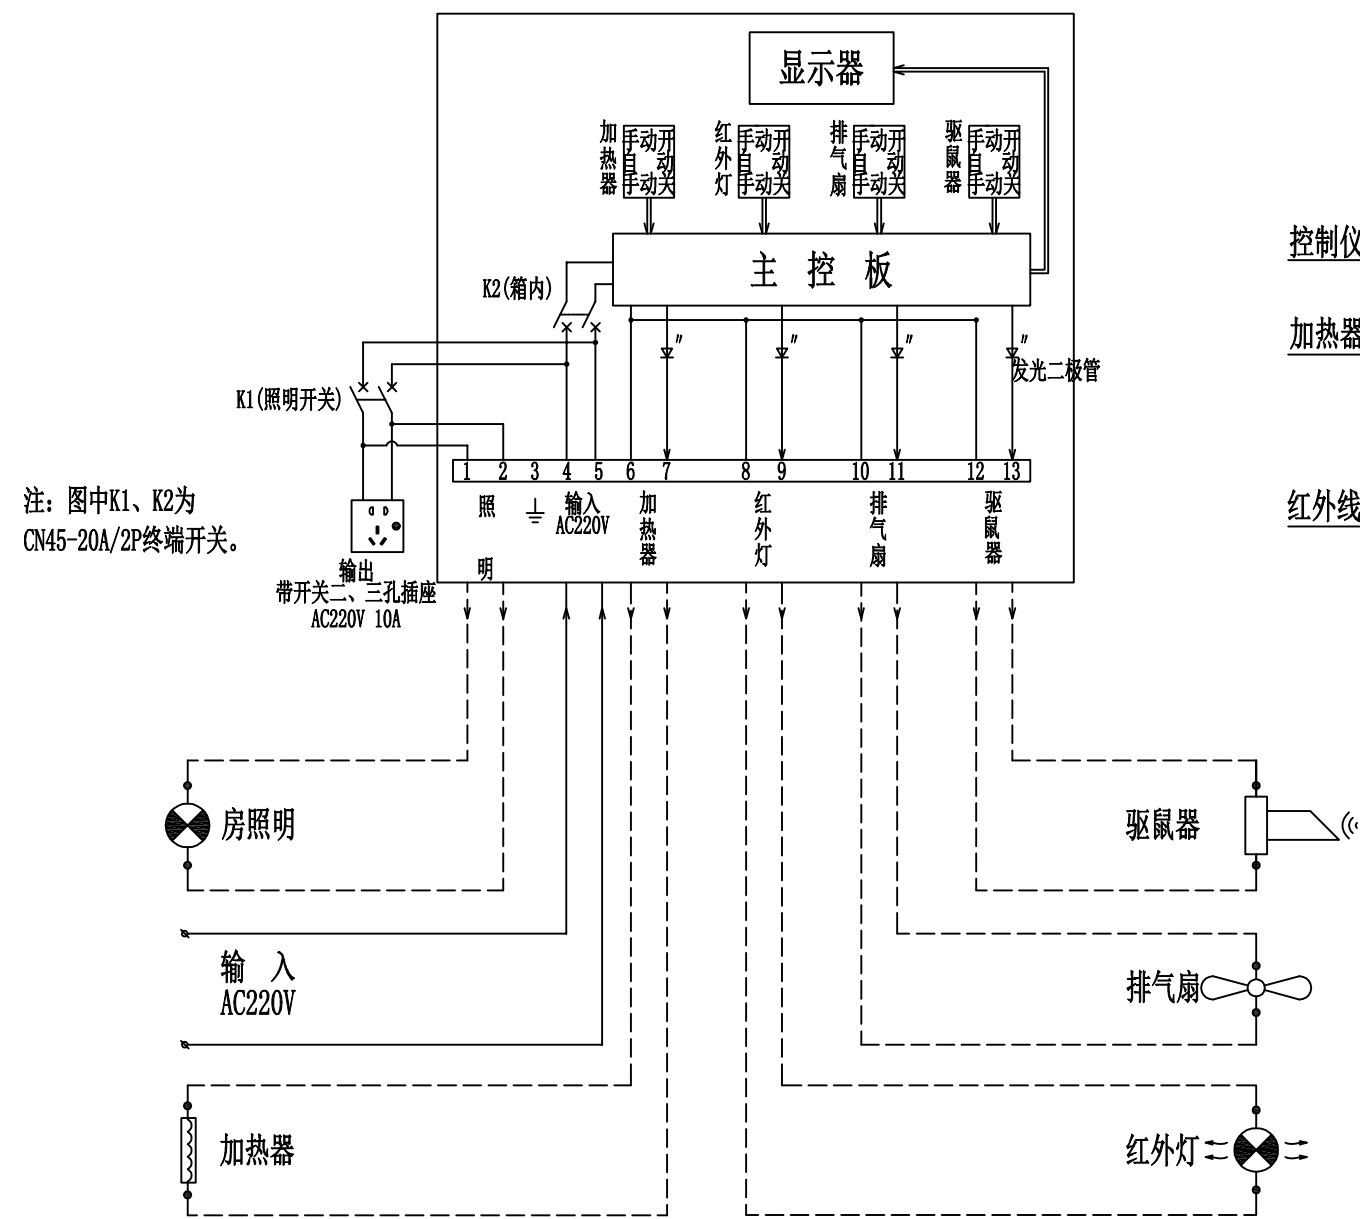 显示器
加热器
手动开
自 动
手动关
红外灯
手动开
自 动
手动关
排气扇
手动开
自 动
手动关
驱鼠器
手动开
自 动
手动关
控制仪
主 控 板
K2(箱内)
加热器
〃
〃
〃
〃
发光二极管
K1(照明开关)
1 2 3 4 5 6 7 8 9 10 11 12 13
照明
输入
AC220V
加热器
红外灯
排气扇
驱鼠器
红外线
注：图中K1、K2为
CN45-20A/2P终端开关。
输出
带开关二、三孔插座
AC220V 10A
房照明
驱鼠器
输 入
AC220V
排气扇
加热器
红外灯